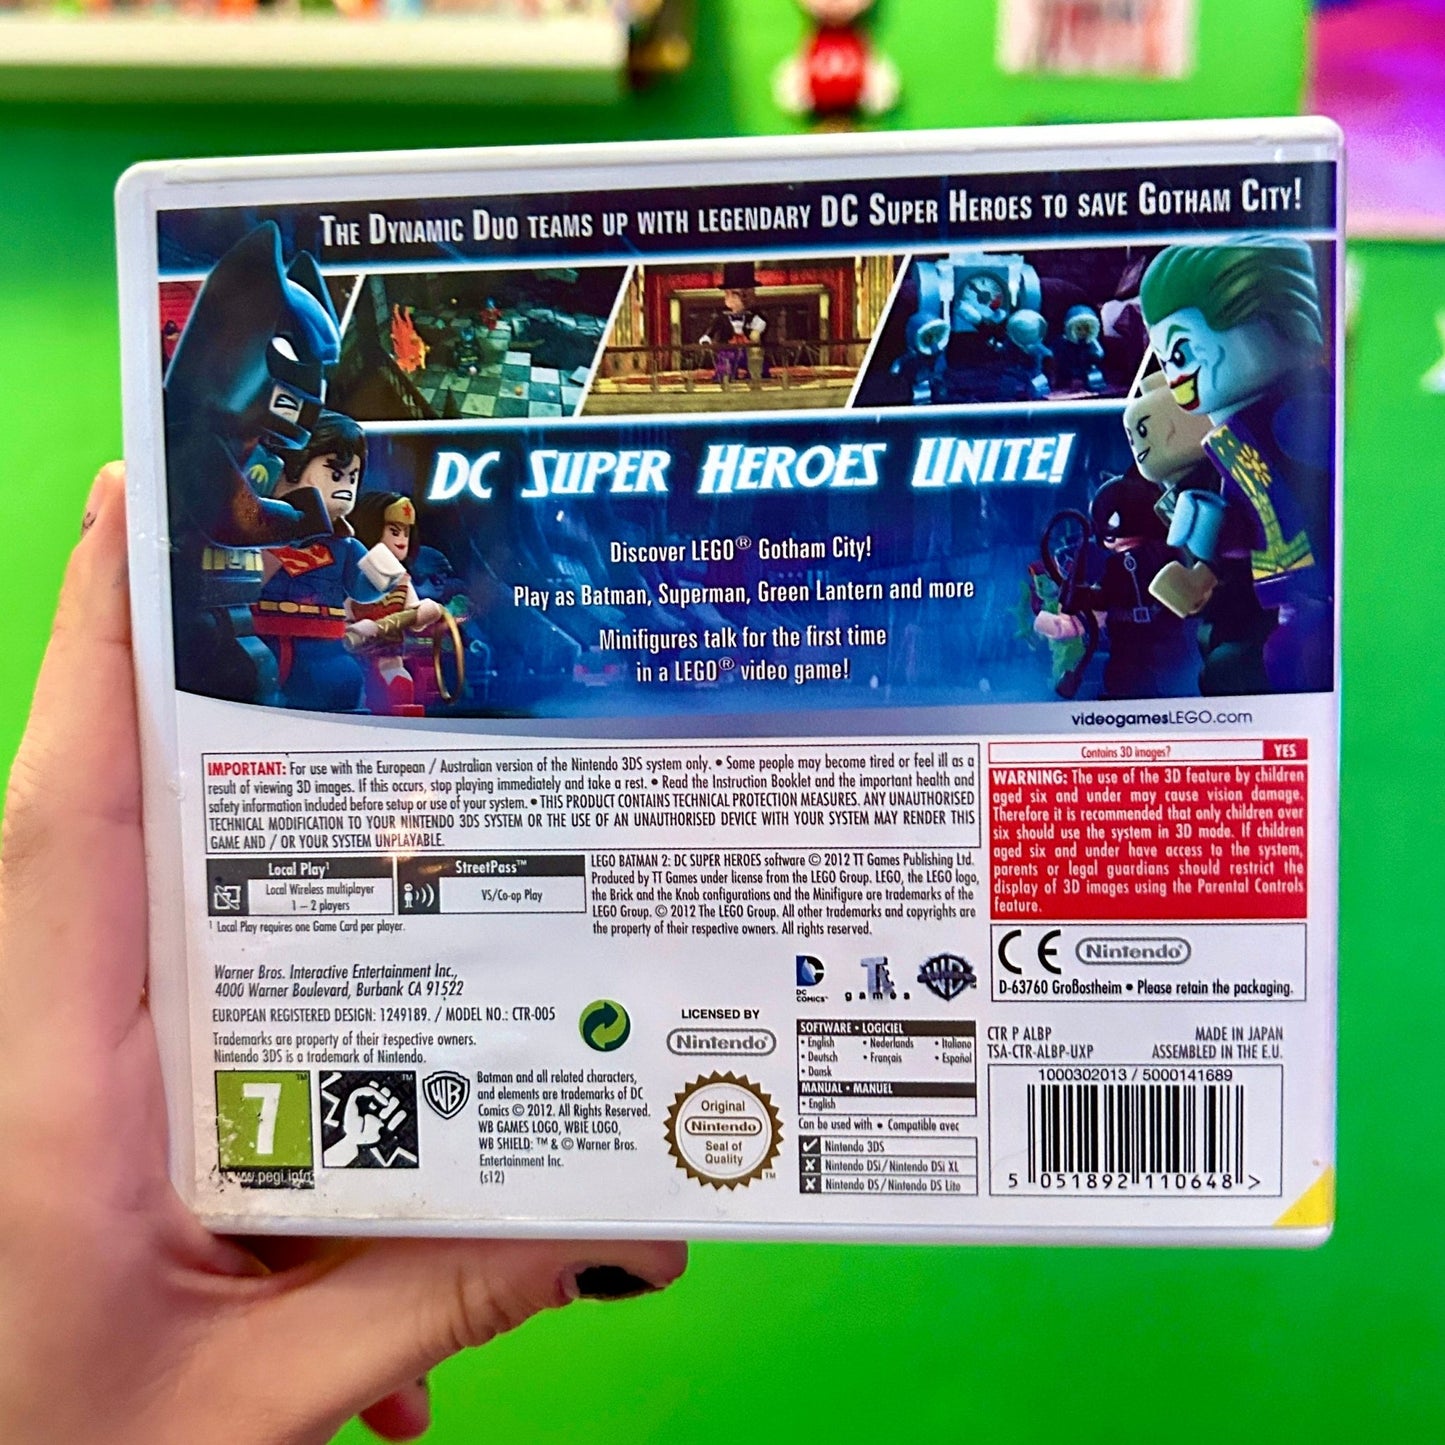 THE DYNAMIC DUO TEAMS UP WITH LEGENDARY DC SUPER HEROES TO SAVE GOTHAM CITY!
DC SUPER HEROES UNITE!
Discover LEGO® Gotham City!
Play as Batman, Superman, Green Lantern and more
Minifigures talk for the first time
in a LEGO® video game!
videogamesLEGO.com
IMPORTANT: For use with the European / Australian version of the Nintendo 3DS system only. • Some people may become tired or feel ill as a
result of viewing 3D images. If this occurs, stop playing immediately and take a rest. • Read the Instruction Booklet and the important health and
safety information included before setup or use of your system. • THIS PRODUCT CONTAINS TECHNICAL PROTECTION MEASURES. ANY UNAUTHORISED
TECHNICAL MODIFICATION TO YOUR NINTENDO 3DS SYSTEM OR THE USE OF AN UNAUTHORISED DEVICE WITH YOUR SYSTEM MAY RENDER THIS
GAME AND / OR YOUR SYSTEM UNPLAYABLE.
Contains 3D images? YES
WARNING: The use of the 3D feature by children
aged six and under may cause vision damage.
Therefore it is recommended that only children over
six should use the system in 3D mode. If children
aged six and under have access to the system,
parents or legal guardians should restrict the
display of 3D images using the Parental Controls
feature.
Local Play¹
Local Wireless multiplayer
1 – 2 players
StreetPass™
VS/Co-op Play
¹ Local Play requires one Game Card per player.
LEGO BATMAN 2: DC SUPER HEROES software © 2012 TT Games Publishing Ltd.
Produced by TT Games under license from the LEGO Group. LEGO, the LEGO logo,
the Brick and the Knob configurations and the Minifigure are trademarks of the
LEGO Group. © 2012 The LEGO Group. All other trademarks and copyrights are
the property of their respective owners. All rights reserved.
CE Nintendo®
D-63760 Großostheim • Please retain the packaging.
Warner Bros. Interactive Entertainment Inc.,
4000 Warner Boulevard, Burbank CA 91522
EUROPEAN REGISTERED DESIGN: 1249189. / MODEL NO.: CTR-005
Trademarks are property of their respective owners.
Nintendo 3DS is a trademark of Nintendo.
DC
COMICS™
TT
games
WB
LICENSED BY
Nintendo®
7™
www.pegi.info
™
WB
Batman and all related characters,
and elements are trademarks of DC
Comics © 2012. All Rights Reserved.
WB GAMES LOGO, WBIE LOGO,
WB SHIELD: ™ & © Warner Bros.
Entertainment Inc.
(s12)
Original
Nintendo
Seal of
Quality
™
SOFTWARE • LOGICIEL
• English • Nederlands • Italiano
• Deutsch • Français • Español
• Dansk
MANUAL • MANUEL
• English
Can be used with • Compatible avec
Nintendo 3DS
Nintendo DSi/Nintendo DSi XL
Nintendo DS/Nintendo DS Lite
CTR P ALBP MADE IN JAPAN
TSA-CTR-ALBP-UXP ASSEMBLED IN THE E.U.
1000302013 / 5000141689
5 051892 110648 >